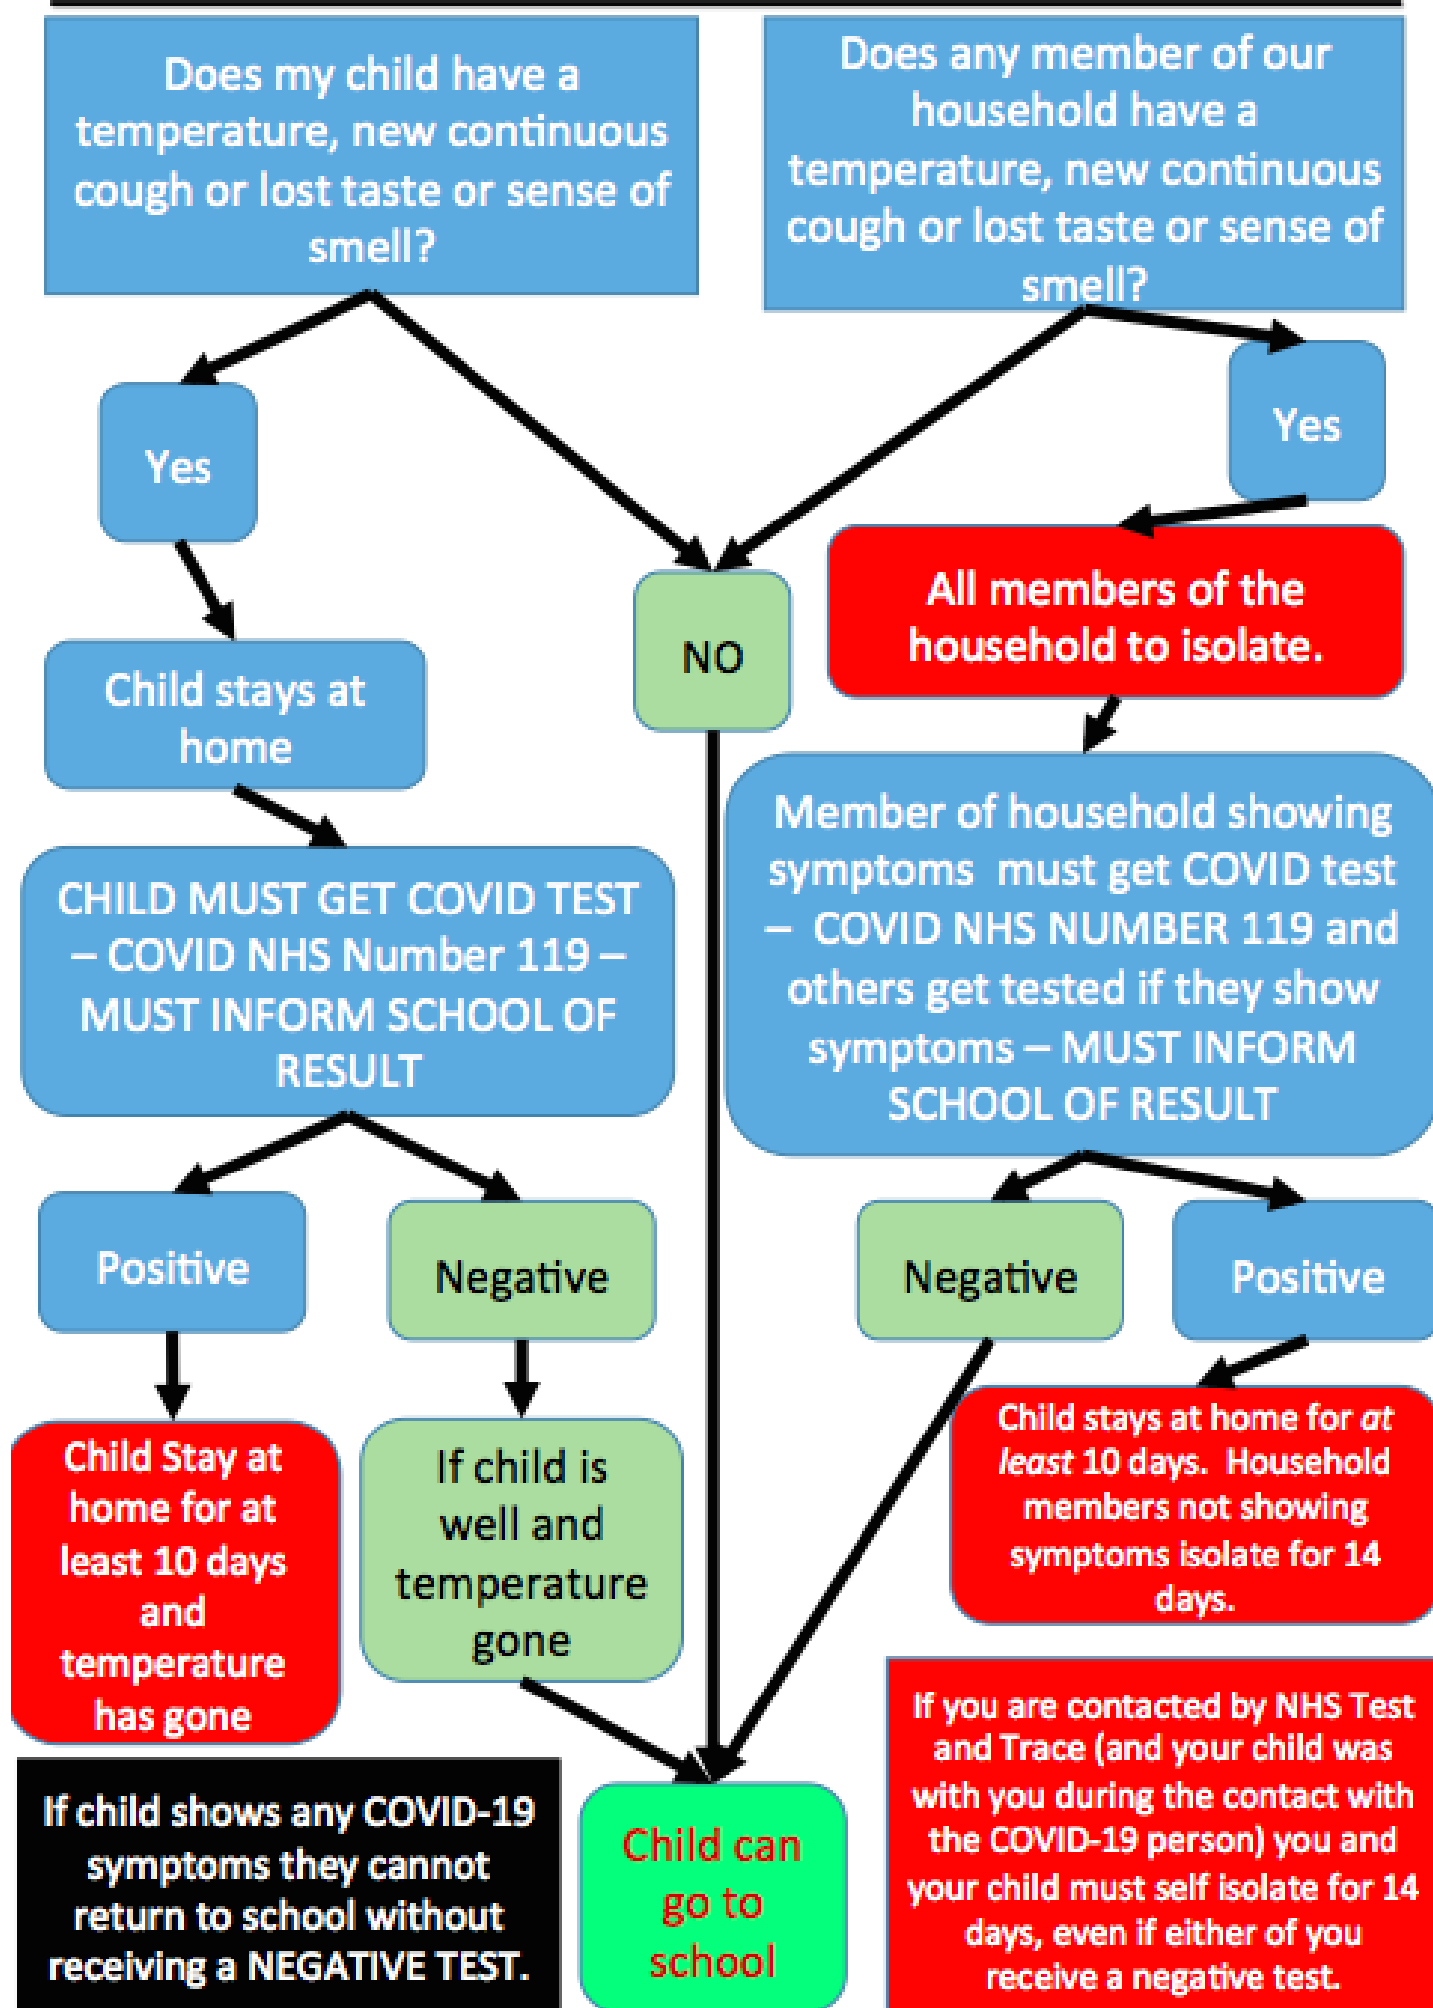 Does my child have a
temperature, new continuous
cough or lost taste or sense of
smell?
Does any member of our
household have a
temperature, new continuous
cough or lost taste or sense of
smell?
Yes
Yes
NO
All members of the
household to isolate.
Child stays at
home
Member of household showing
symptoms must get COVID test
– COVID NHS NUMBER 119 and
others get tested if they show
symptoms – MUST INFORM
SCHOOL OF RESULT
CHILD MUST GET COVID TEST
– COVID NHS Number 119 –
MUST INFORM SCHOOL OF
RESULT
Positive
Negative
Negative
Positive
Child Stay at
home for at
least 10 days
and
temperature
has gone
If child is
well and
temperature
gone
Child stays at home for at
least 10 days. Household
members not showing
symptoms isolate for 14
days.
If child shows any COVID-19
symptoms they cannot
return to school without
receiving a NEGATIVE TEST.
Child can
go to
school
If you are contacted by NHS Test
and Trace (and your child was
with you during the contact with
the COVID-19 person) you and
your child must self isolate for 14
days, even if either of you
receive a negative test.